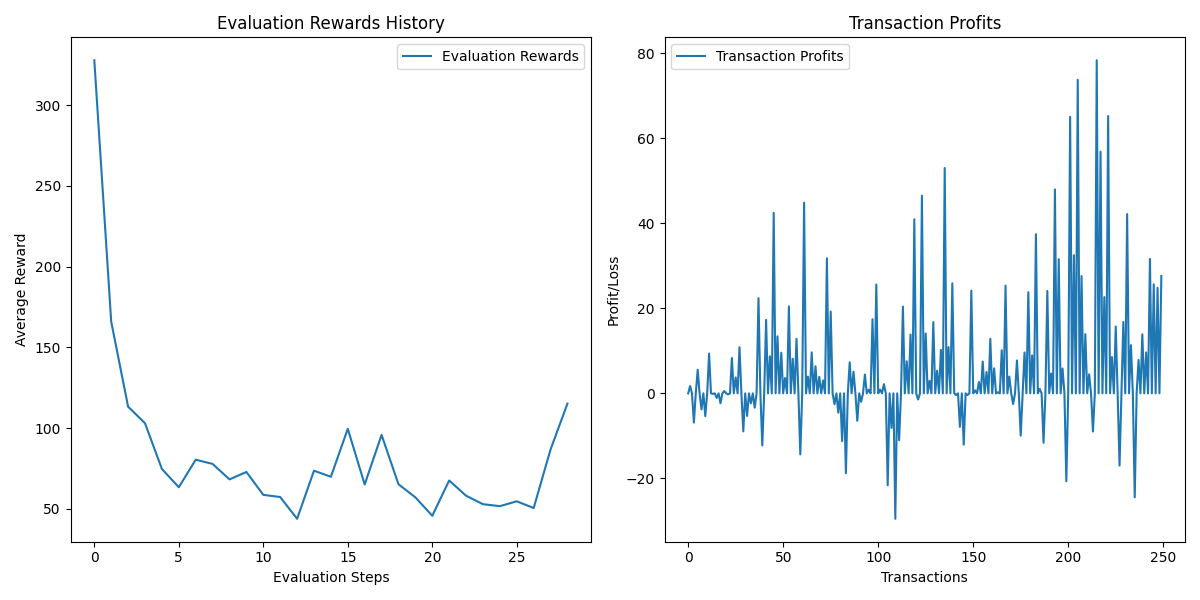 Evaluation Rewards History
Evaluation Rewards
Average Reward
300
250
200
150
100
50
0 5 10 15 20 25
Evaluation Steps
Transaction Profits
Transaction Profits
Profit/Loss
80
60
40
20
0
−20
0 50 100 150 200 250
Transactions